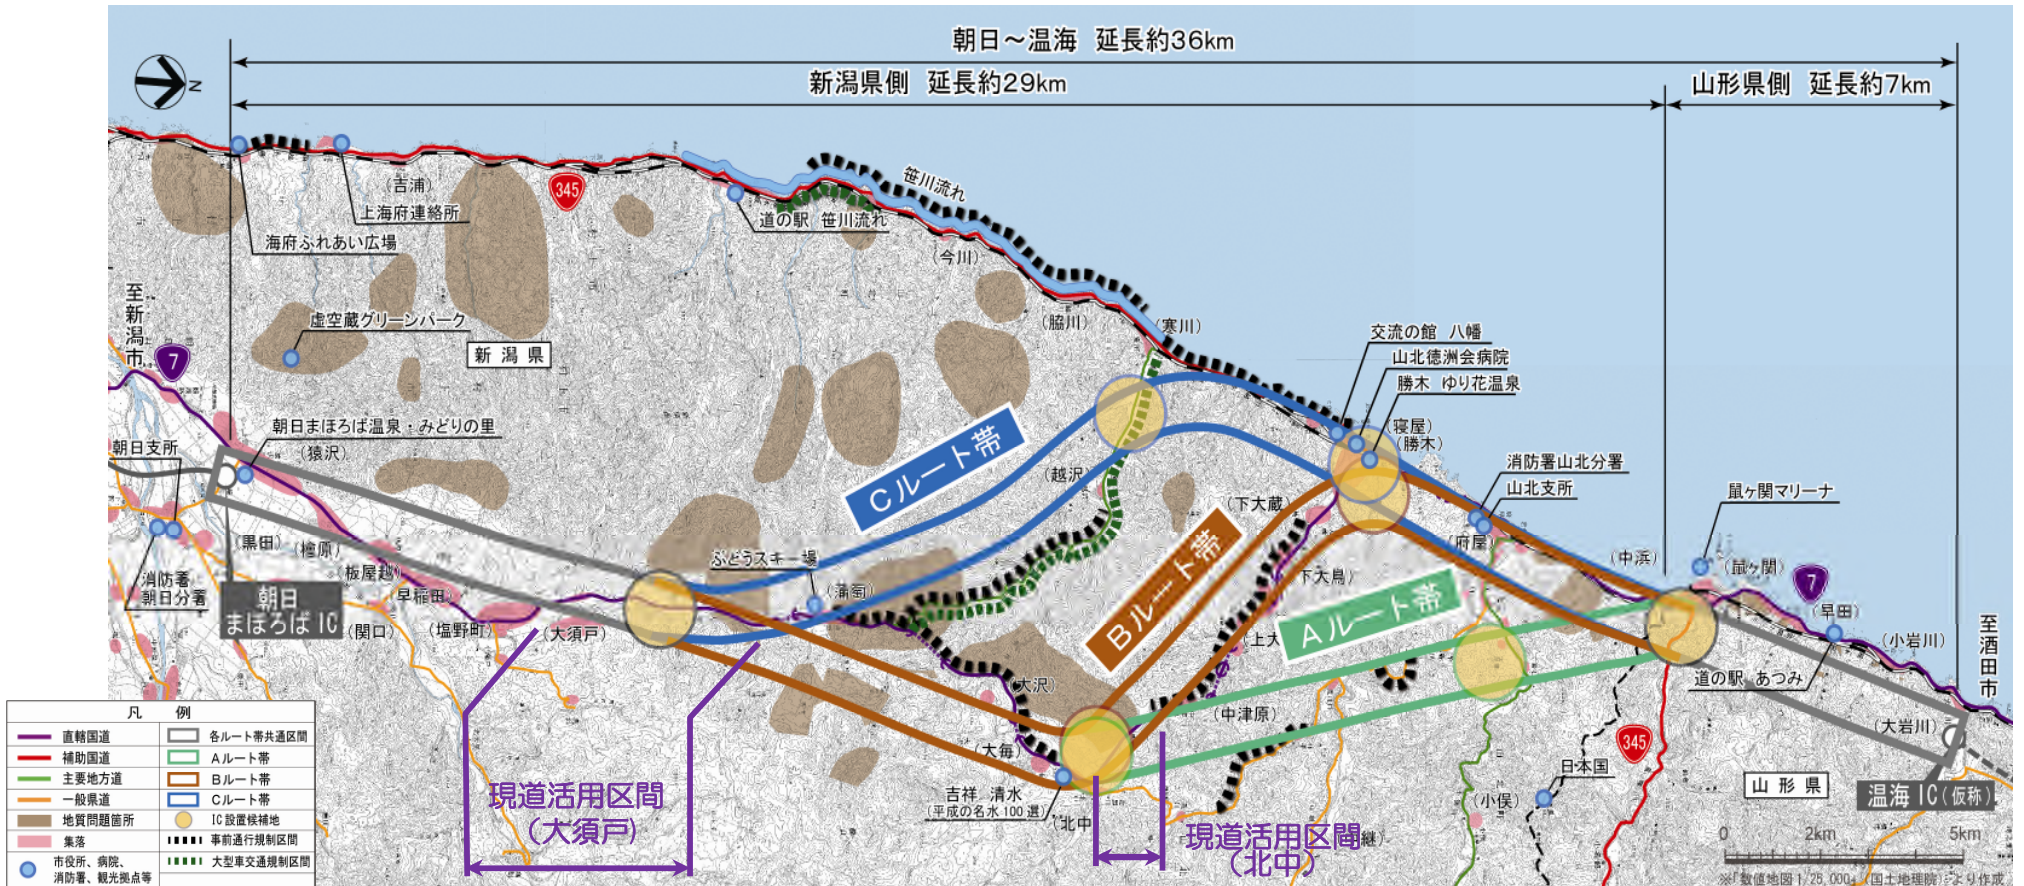 朝日～温海 延長約36km
新潟県側 延長約29km
山形県側 延長約7km
N
345
笹川流れ
(吉浦)
上海府連絡所
海府ふれあい広場
道の駅 笹川流れ
(今川)
(脇川)
(寒川)
至新潟市
7
虚空蔵グリーンパーク
新潟県
交流の館 八幡
山北徳洲会病院
勝木 ゆり花温泉
(寝屋)
(勝木)
朝日支所
朝日まほろば温泉・みどりの里
(猿沢)
Cルート帯
(越沢)
(下大蔵)
消防署山北分署
山北支所
鼠ヶ関マリーナ
(府屋)
(中浜)
(鼠ヶ関)
7
(早田)
(小岩川)
至酒田市
(黒田)
(檜原)
(板屋越)
(早稲田)
消防署
朝日分署
朝日
まほろばIC
(関口)
(塩野町)
(大須戸)
ぶどうスキー場
(蒲萄)
Bルート帯
(下大鳥)
Aルート帯
(大沢)
(中津原)
(大毎)
吉祥 清水
(平成の名水100選)
(北中)
道の駅 あつみ
(大岩川)
345
日本国
山形県
温海IC(仮称)
(小俣)
現道活用区間
(大須戸)
現道活用区間
(北中)
0 2km 5km
※「数値地図1/25,000」(国土地理院)より作成
凡 例
直轄国道
補助国道
主要地方道
一般県道
地質問題箇所
集落
市役所、病院、
消防署、観光拠点等
各ルート帯共通区間
Aルート帯
Bルート帯
Cルート帯
IC設置候補地
事前通行規制区間
大型車交通規制区間